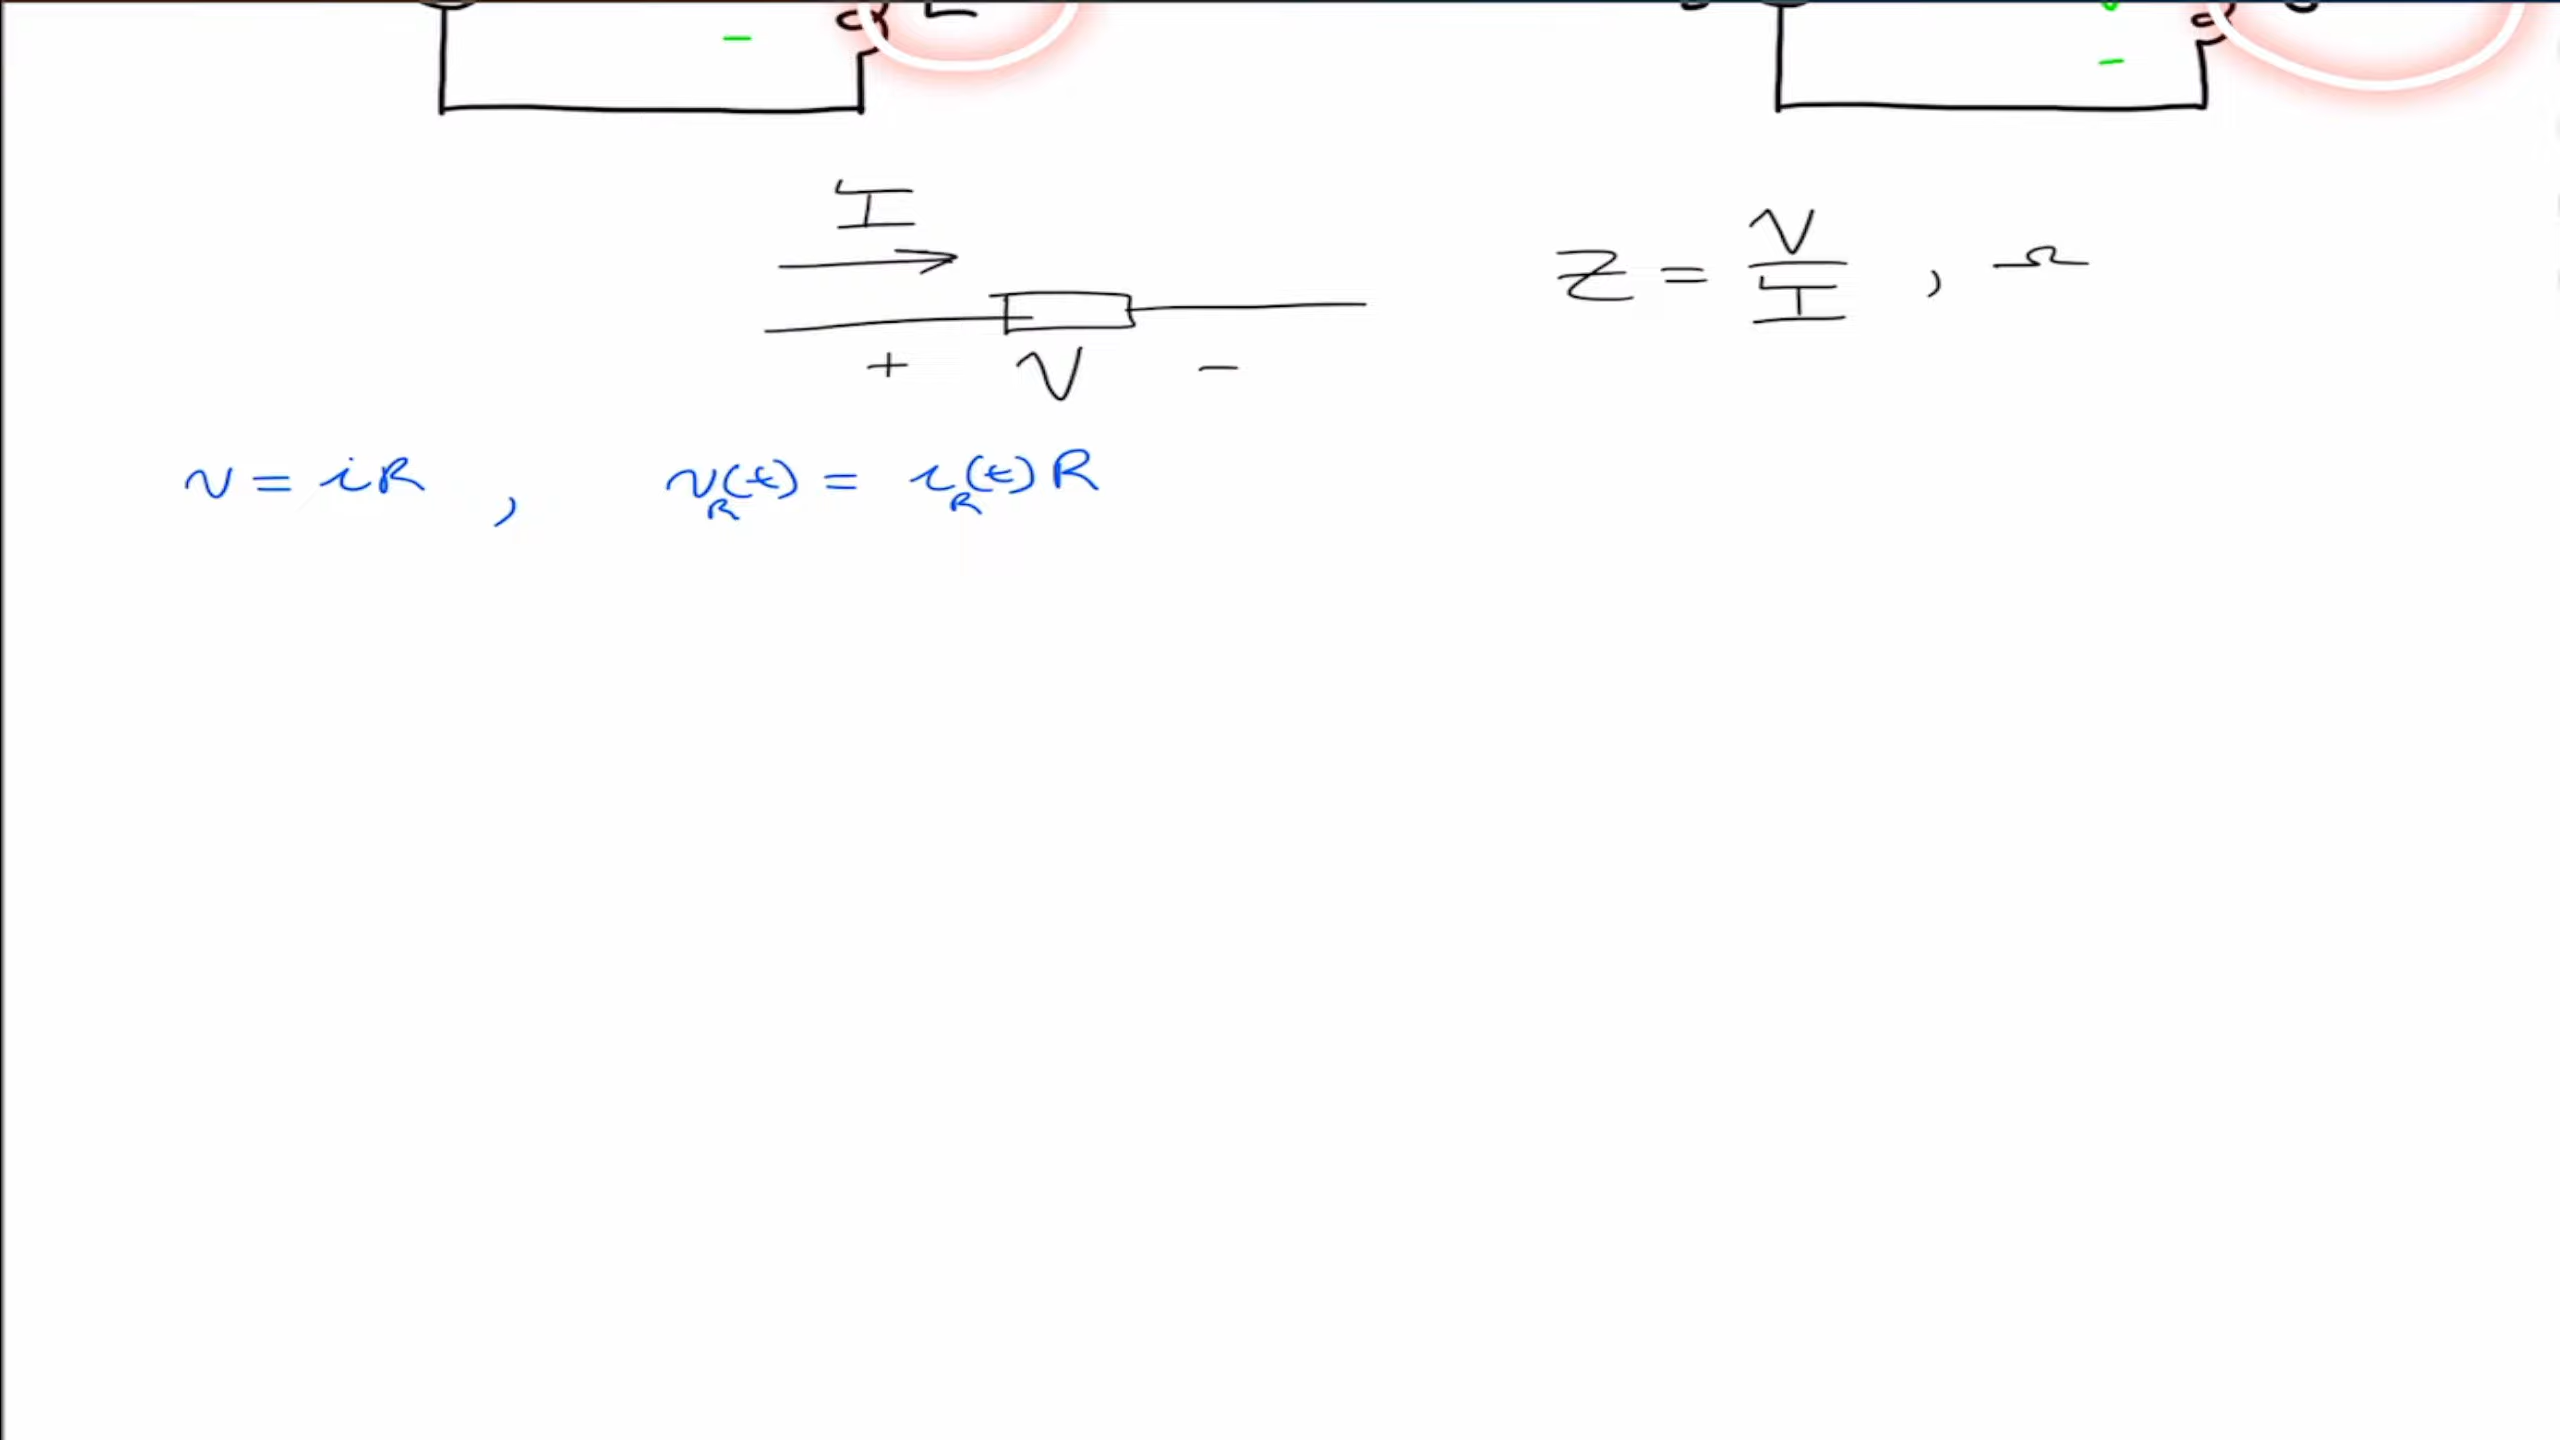 I
Z = V/I , Ω
+ V -
v = iR , v_R(t) = i_R(t) R